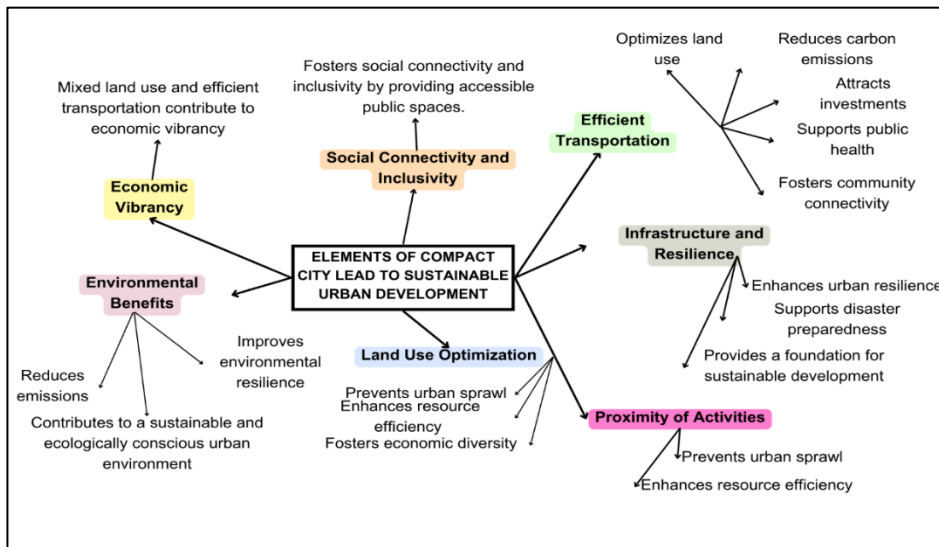 Mixed land use and efficient
transportation contribute to
economic vibrancy
Economic
Vibrancy
Fosters social connectivity and
inclusivity by providing accessible
public spaces.
Social Connectivity and
Inclusivity
Efficient
Transportation
Optimizes land
use
Reduces carbon
emissions
Attracts
investments
Supports public
health
Fosters community
connectivity
ELEMENTS OF COMPACT
CITY LEAD TO SUSTAINABLE
URBAN DEVELOPMENT
Infrastructure and
Resilience
Enhances urban resilience
Supports disaster
preparedness
Provides a foundation for
sustainable development
Environmental
Benefits
Improves
environmental
resilience
Reduces
emissions
Contributes to a sustainable and
ecologically conscious urban
environment
Land Use Optimization
Prevents urban sprawl
Enhances resource
efficiency
Fosters economic diversity
Proximity of Activities
Prevents urban sprawl
Enhances resource efficiency